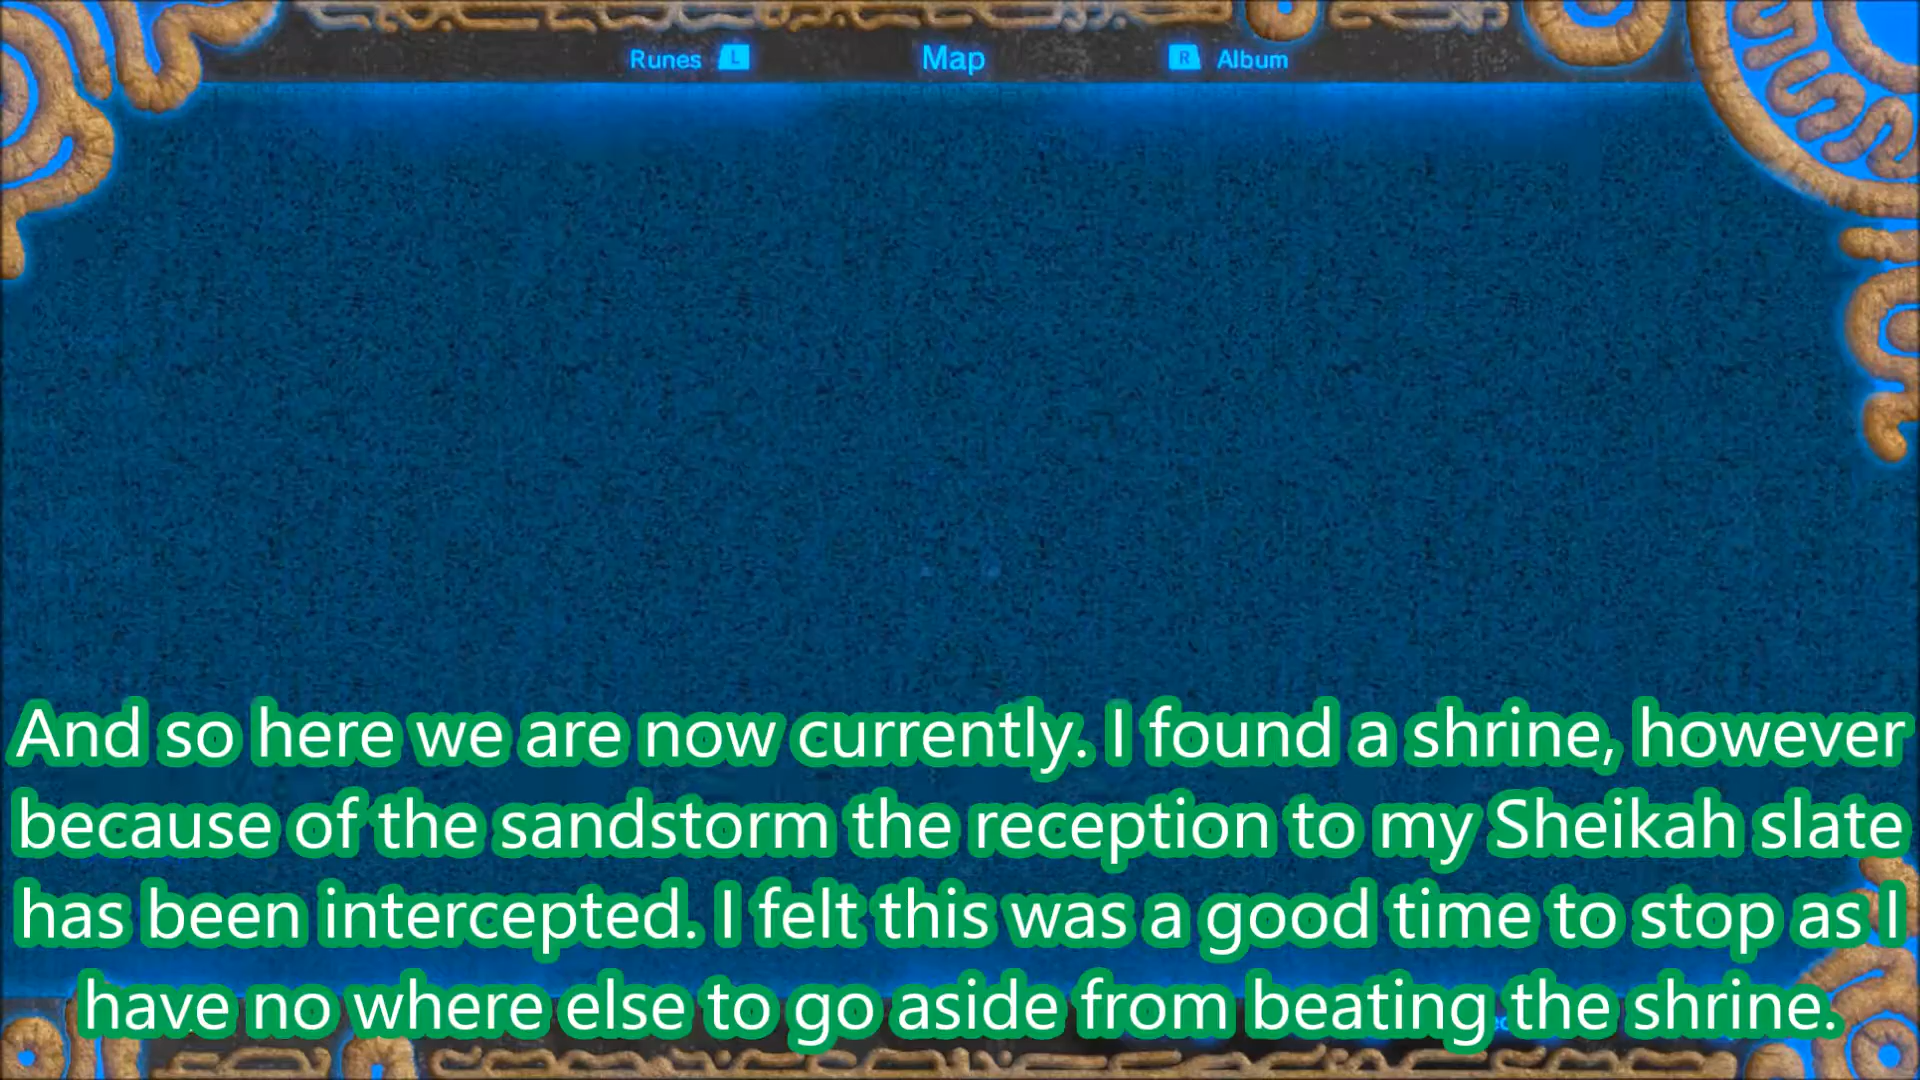 Runes L Map R Album
And so here we are now currently. I found a shrine, however
because of the sandstorm the reception to my Sheikah slate
has been intercepted. I felt this was a good time to stop as I
have no where else to go aside from beating the shrine.